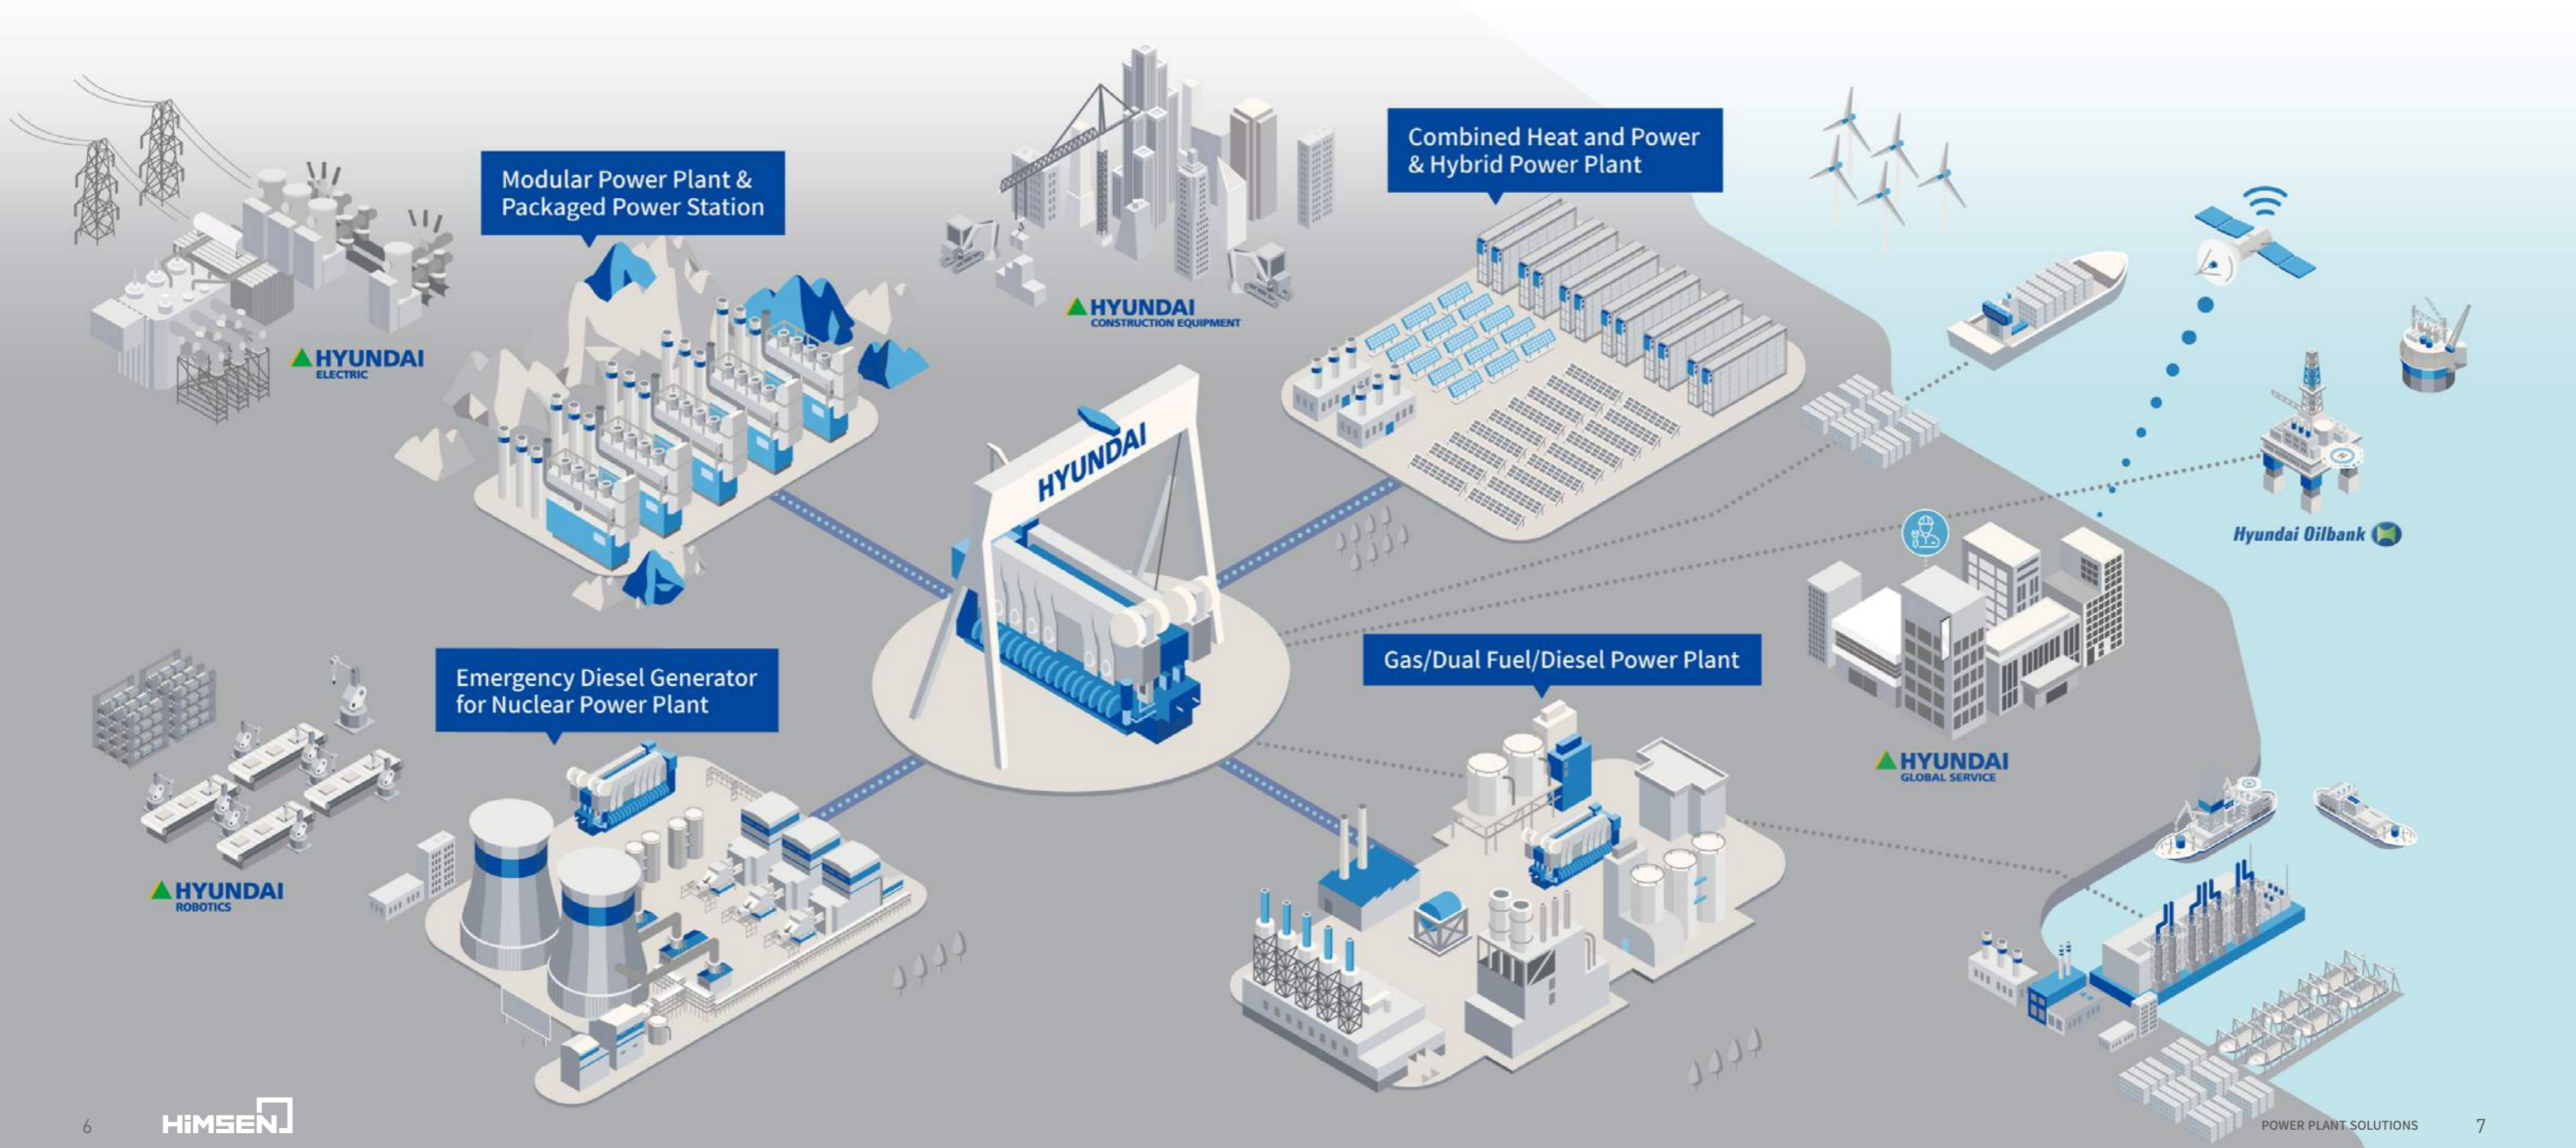 Modular Power Plant &
Packaged Power Station
HYUNDAI
ELECTRIC
HYUNDAI
CONSTRUCTION EQUIPMENT
Combined Heat and Power
& Hybrid Power Plant
HYUNDAI
Hyundai Oilbank
Emergency Diesel Generator
for Nuclear Power Plant
Gas/Dual Fuel/Diesel Power Plant
HYUNDAI
GLOBAL SERVICE
HYUNDAI
ROBOTICS
6
HiMSEN
POWER PLANT SOLUTIONS
7